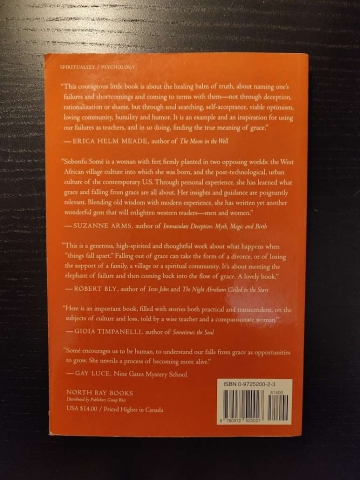 SPIRITUALITY / PSYCHOLOGY
"This courageous little book is about the healing balm of truth, about naming one's
failures and shortcomings and coming to terms with them—not through deception,
rationalization or shame, but through soul searching, self-acceptance, viable optimism,
loving community, humility and humor. It is an example and an inspiration for using
our failures as teachers, and in so doing, finding the true meaning of grace."
— ERICA HELM MEADE, author of The Moon in the Well
"Sobonfu Somé is a woman with feet firmly planted in two opposing worlds: the West
African village culture into which she was born, and the post-technological, urban
culture of the contemporary U.S. Through personal experience, she has learned what
grace and falling from grace are all about. Her insights and guidance are poignantly
relevant. Blending old wisdom with modern experience, she has written yet another
wonderful gem that will enlighten western readers—men and women."
— SUZANNE ARMS, author of Immaculate Deception: Myth, Magic and Birth
"This is a generous, high-spirited and thoughtful work about what happens when
"things fall apart." Falling out of grace can take the form of a divorce, or of losing
the support of a family, a village or a spiritual community. It's about meeting the
elephant of failure and then coming back into the flow of grace. A lovely book."
— ROBERT BLY, author of Iron John and The Night Abraham Called to the Stars
"Here is an important book, filled with stories both practical and transcendent, on the
subjects of culture and loss, told by a wise teacher and a compassionate woman."
— GIOIA TIMPANELLI, author of Sometimes the Soul
"Somé encourages us to be human, to understand our falls from grace as opportunities
to grow. She unveils a process of becoming more alive."
— GAY LUCE, Nine Gates Mystery School
NORTH BAY BOOKS
Distributed by Publishers Group West
USA $14.00 / Priced Higher in Canada
ISBN 0-9725200-2-3